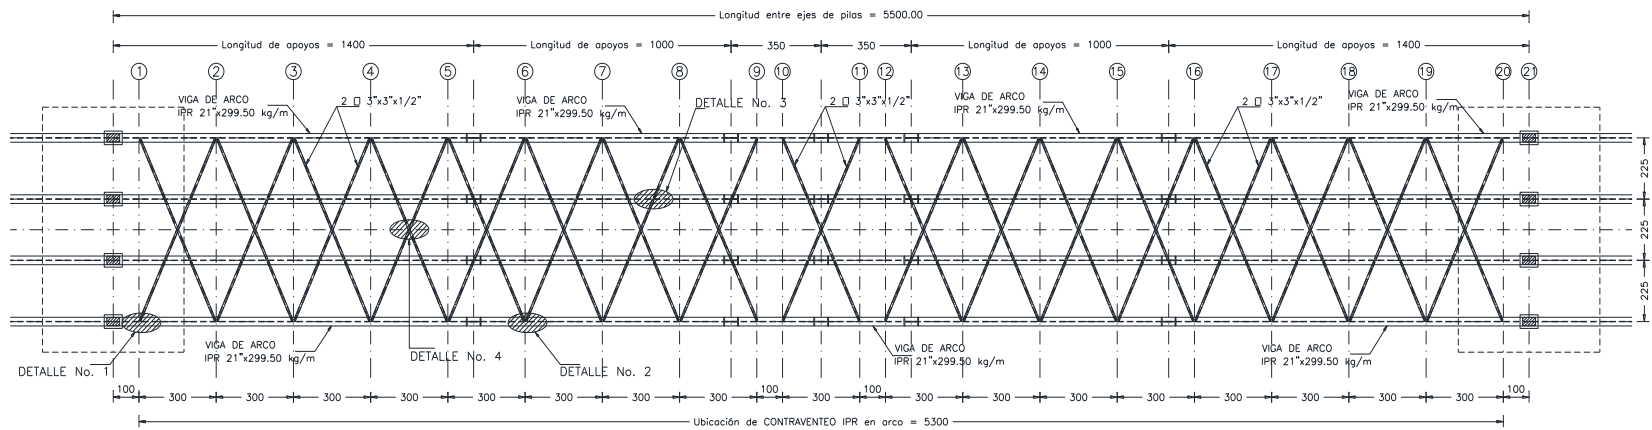 Longitud entre ejes de pilas = 5500.00
Longitud de apoyos = 1400
Longitud de apoyos = 1000
350
350
Longitud de apoyos = 1000
Longitud de apoyos = 1400
1
2
3
4
5
6
7
8
9
10
11
12
13
14
15
16
17
18
19
20
21
VIGA DE ARCO
IPR 21"x299.50 kg/m
2 □ 3"x3"x1/2"
VIGA DE ARCO
IPR 21"x299.50 kg/m
DETALLE No. 3
2 □ 3"x3"x1/2"
VIGA DE ARCO
IPR 21"x299.50 kg/m
2 □ 3"x3"x1/2"
VIGA DE ARCO
IPR 21"x299.50 kg/m
225
225
225
VIGA DE ARCO
IPR 21"x299.50 kg/m
DETALLE No. 1
DETALLE No. 4
DETALLE No. 2
VIGA DE ARCO
IPR 21"x299.50 kg/m
VIGA DE ARCO
IPR 21"x299.50 kg/m
100
300
300
300
300
300
300
300
300
100
300
100
300
300
300
300
300
300
300
300
100
Ubicación de CONTRAVENTEO IPR en arco = 5300